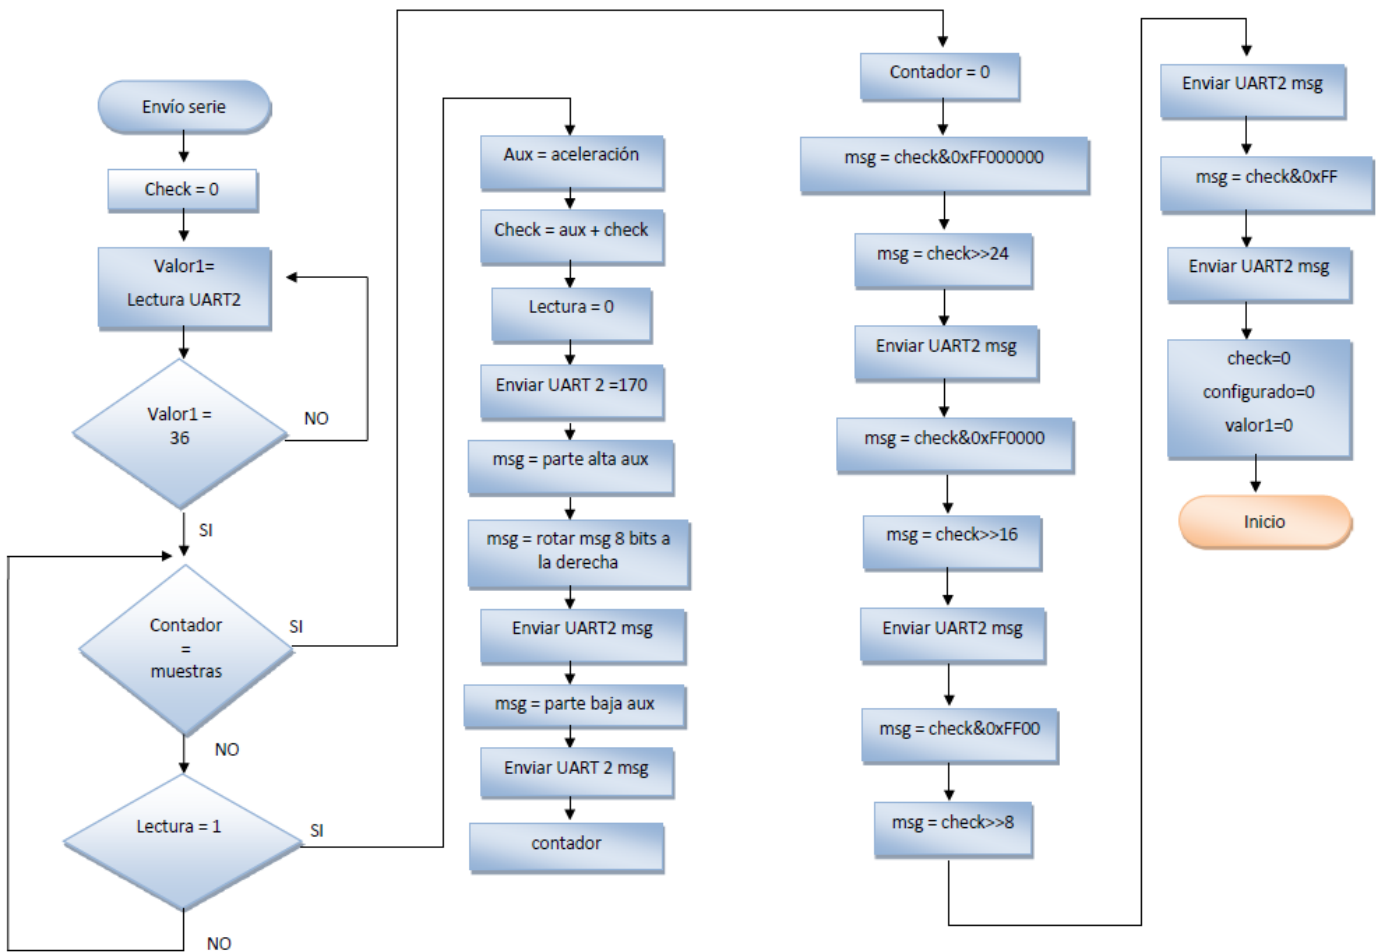 Envío serie
Check = 0
Valor1=
Lectura UART2
Valor1 =
36
NO
SI
Contador
=
muestras
SI
NO
Lectura = 1
SI
NO
Aux = aceleración
Check = aux + check
Lectura = 0
Enviar UART 2 =170
msg = parte alta aux
msg = rotar msg 8 bits a
la derecha
Enviar UART2 msg
msg = parte baja aux
Enviar UART 2 msg
contador
Contador = 0
msg = check&0xFF000000
msg = check>>24
Enviar UART2 msg
msg = check&0xFF0000
msg = check>>16
Enviar UART2 msg
msg = check&0xFF00
msg = check>>8
Enviar UART2 msg
msg = check&0xFF
Enviar UART2 msg
check=0
configurado=0
valor1=0
Inicio